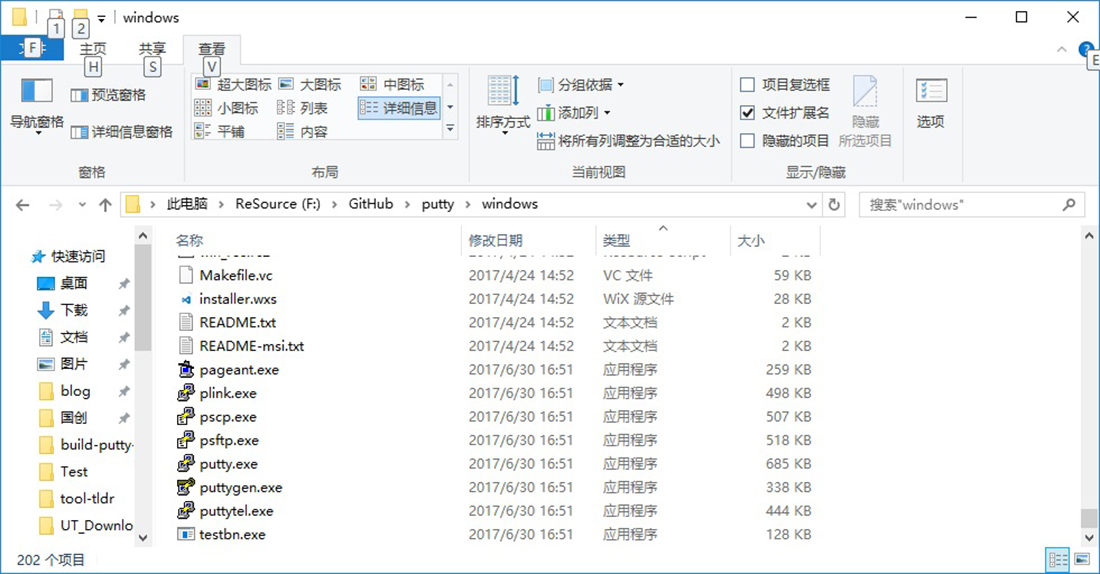 1 2 windows
文件 F 主页 H 共享 S 查看 V E
导航窗格 预览窗格 详细信息窗格
窗格
超大图标 大图标 中图标
小图标 列表 详细信息
平铺 内容
布局
排序方式 分组依据
添加列
将所有列调整为合适的大小
当前视图
项目复选框
文件扩展名
隐藏的项目
隐藏
所选项目
显示/隐藏
选项
此电脑 ReSource (F:) GitHub putty windows
搜索"windows"
快速访问
桌面
下载
文档
图片
blog
国创
build-putty-
Test
tool-tldr
UT_Downlo
名称 修改日期 类型 大小
Makefile.vc 2017/4/24 14:52 VC 文件 59 KB
installer.wxs 2017/4/24 14:52 WiX 源文件 28 KB
README.txt 2017/4/24 14:52 文本文档 2 KB
README-msi.txt 2017/4/24 14:52 文本文档 2 KB
pageant.exe 2017/6/30 16:51 应用程序 259 KB
plink.exe 2017/6/30 16:51 应用程序 498 KB
pscp.exe 2017/6/30 16:51 应用程序 507 KB
psftp.exe 2017/6/30 16:51 应用程序 518 KB
putty.exe 2017/6/30 16:51 应用程序 685 KB
puttygen.exe 2017/6/30 16:51 应用程序 338 KB
puttytel.exe 2017/6/30 16:51 应用程序 444 KB
testbn.exe 2017/6/30 16:51 应用程序 128 KB
202 个项目